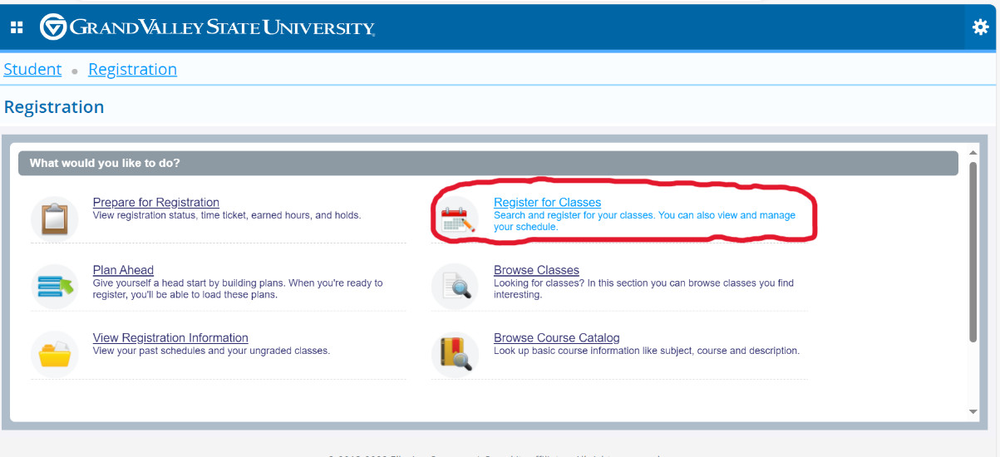 GRAND VALLEY STATE UNIVERSITY
Student • Registration
Registration
What would you like to do?
Prepare for Registration
View registration status, time ticket, earned hours, and holds.
Register for Classes
Search and register for your classes. You can also view and manage
your schedule.
Plan Ahead
Give yourself a head start by building plans. When you're ready to
register, you'll be able to load these plans.
Browse Classes
Looking for classes? In this section you can browse classes you find
interesting.
View Registration Information
View your past schedules and your ungraded classes.
Browse Course Catalog
Look up basic course information like subject, course and description.